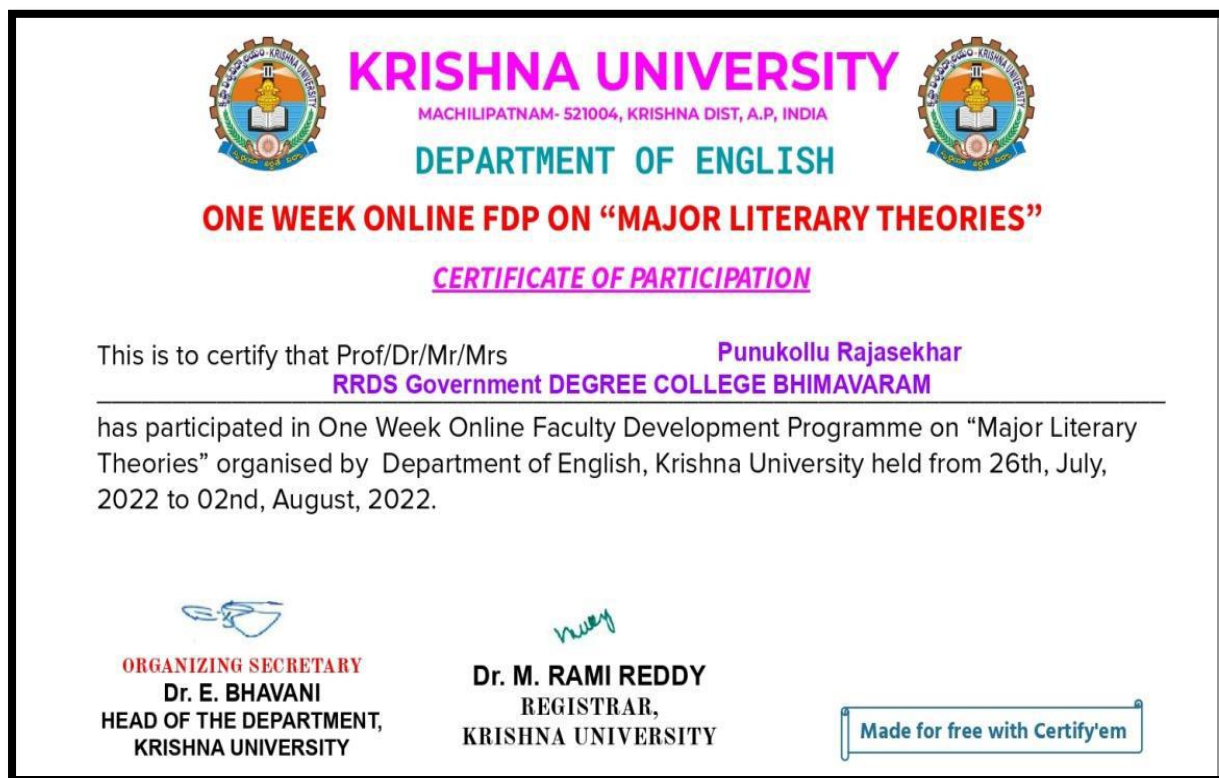 KRISHNA UNIVERSITY
MACHILIPATNAM- 521004, KRISHNA DIST, A.P, INDIA
DEPARTMENT OF ENGLISH
ONE WEEK ONLINE FDP ON “MAJOR LITERARY THEORIES”
CERTIFICATE OF PARTICIPATION
This is to certify that Prof/Dr/Mr/Mrs Punukollu Rajasekhar
RRDS Government DEGREE COLLEGE BHIMAVARAM
has participated in One Week Online Faculty Development Programme on “Major Literary
Theories” organised by Department of English, Krishna University held from 26th, July,
2022 to 02nd, August, 2022.
ORGANIZING SECRETARY
Dr. E. BHAVANI
HEAD OF THE DEPARTMENT,
KRISHNA UNIVERSITY
Dr. M. RAMI REDDY
REGISTRAR,
KRISHNA UNIVERSITY
Made for free with Certify'em